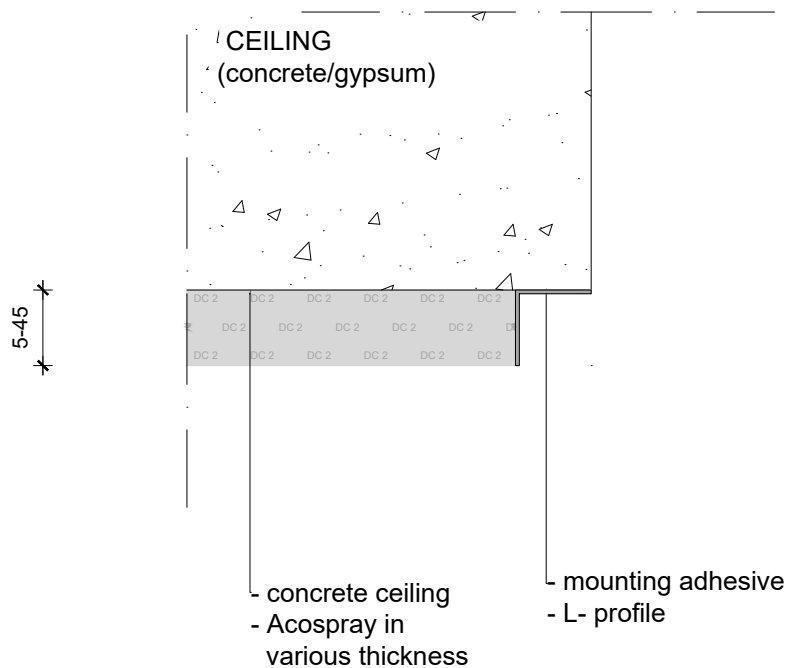 CEILING
(concrete/gypsum)
5-45
DC 2 DC 2 DC 2 DC 2 DC 2 DC 2
DC 2 DC 2 DC 2 DC 2 DC 2
DC 2 DC 2 DC 2 DC 2 DC 2 DC 2
- concrete ceiling
- Acospray in
various thickness
- mounting adhesive
- L- profile